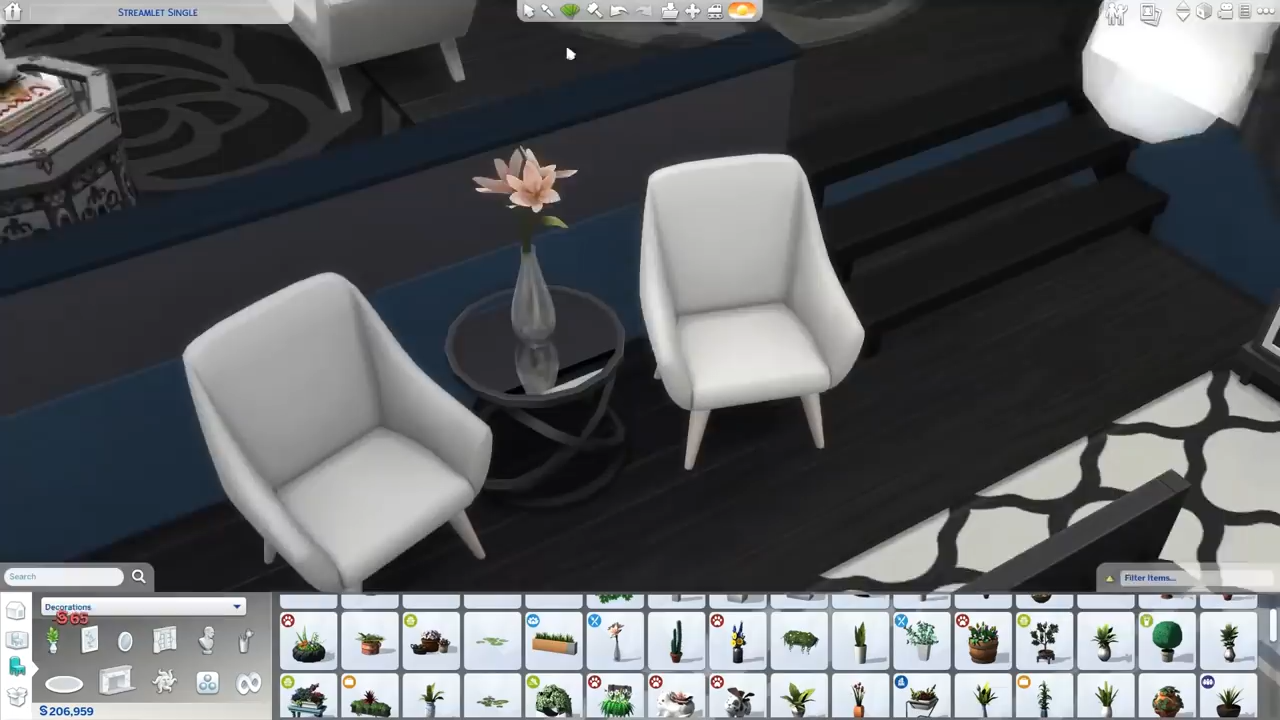 STREAMLET SINGLE
Search
Filter Items...
Decorations
§65
§206,959